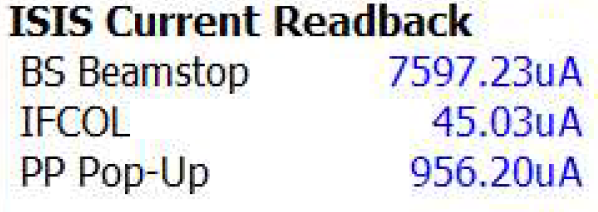 ISIS Current Readback
BS Beamstop 7597.23uA
IFCOL 45.03uA
PP Pop-Up 956.20uA